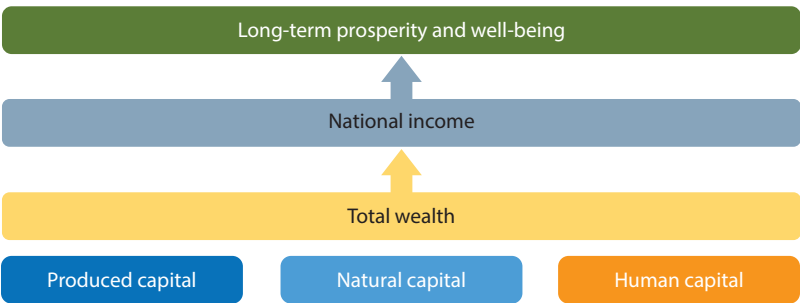 Long-term prosperity and well-being
National income
Total wealth
Produced capital
Natural capital
Human capital